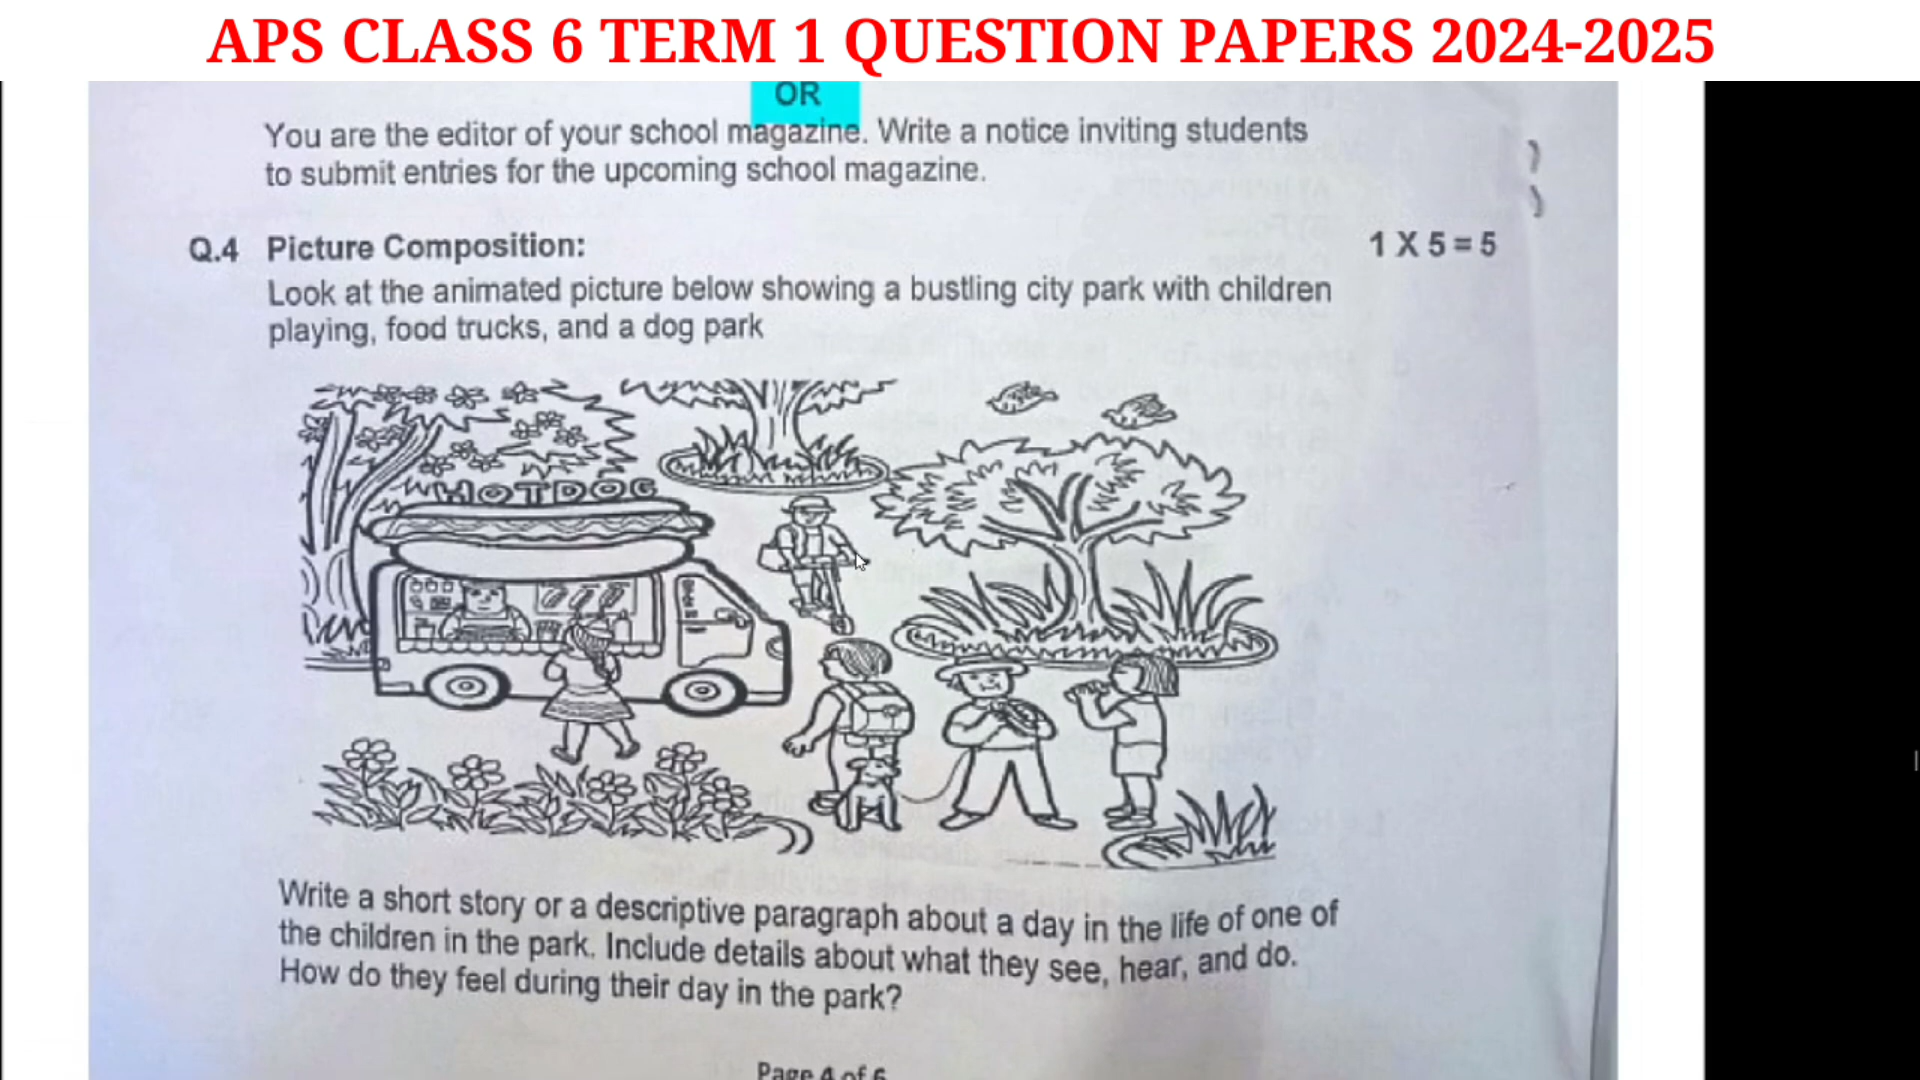 APS CLASS 6 TERM 1 QUESTION PAPERS 2024-2025
OR
You are the editor of your school magazine. Write a notice inviting students
to submit entries for the upcoming school magazine.
Q.4 Picture Composition: 1 X 5 = 5
Look at the animated picture below showing a bustling city park with children
playing, food trucks, and a dog park
HOTDOG
Write a short story or a descriptive paragraph about a day in the life of one of
the children in the park. Include details about what they see, hear, and do.
How do they feel during their day in the park?
Page 4 of 6